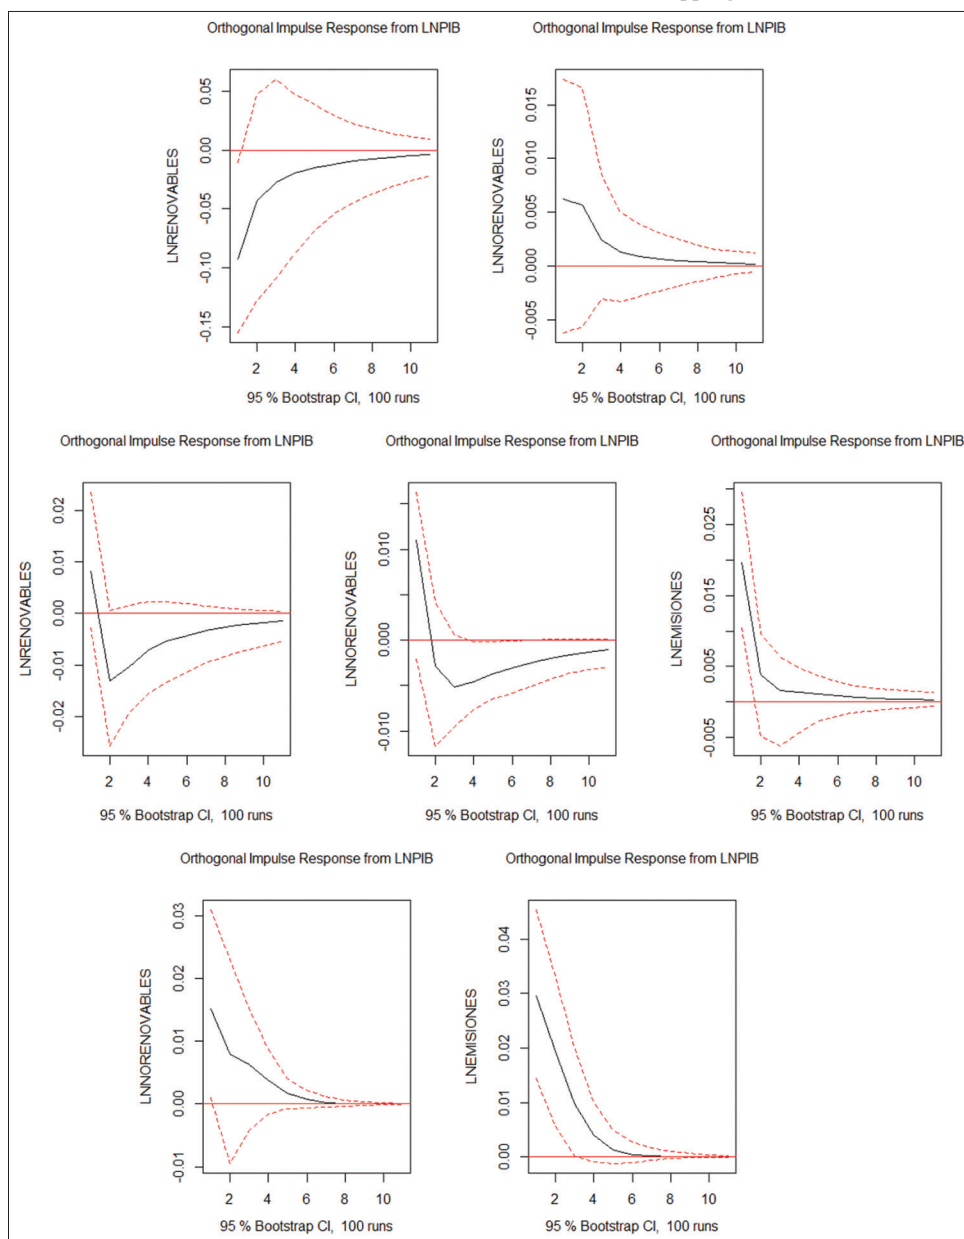 Orthogonal Impulse Response from LNPIB
Orthogonal Impulse Response from LNPIB
LNRENOVABLES
0.05
0.00
-0.05
-0.10
-0.15
2 4 6 8 10
95 % Bootstrap CI, 100 runs
LNNORENOVABLES
0.015
0.010
0.005
0.000
-0.005
2 4 6 8 10
95 % Bootstrap CI, 100 runs
Orthogonal Impulse Response from LNPIB
Orthogonal Impulse Response from LNPIB
Orthogonal Impulse Response from LNPIB
LNRENOVABLES
0.02
0.01
0.00
-0.01
-0.02
2 4 6 8 10
95 % Bootstrap CI, 100 runs
LNNORENOVABLES
0.010
0.000
-0.010
2 4 6 8 10
95 % Bootstrap CI, 100 runs
LNEMISIONES
0.025
0.015
0.005
-0.005
2 4 6 8 10
95 % Bootstrap CI, 100 runs
Orthogonal Impulse Response from LNPIB
Orthogonal Impulse Response from LNPIB
LNNORENOVABLES
0.03
0.02
0.01
0.00
-0.01
2 4 6 8 10
95 % Bootstrap CI, 100 runs
LNEMISIONES
0.04
0.03
0.02
0.01
0.00
2 4 6 8 10
95 % Bootstrap CI, 100 runs